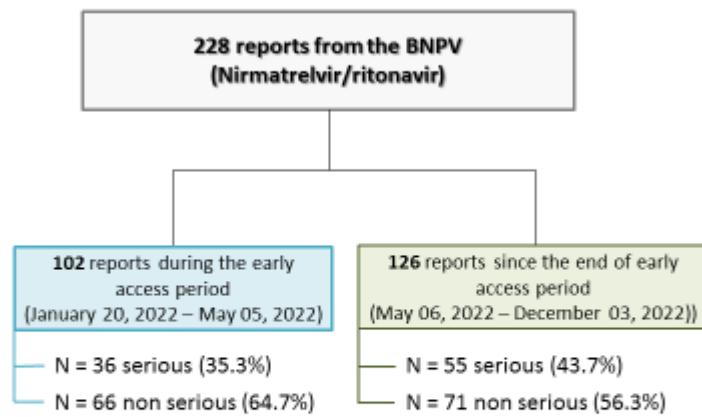 228 reports from the BNPV
(Nirmatrelvir/ritonavir)
102 reports during the early
access period
(January 20, 2022 – May 05, 2022)
N = 36 serious (35.3%)
N = 66 non serious (64.7%)
126 reports since the end of early
access period
(May 06, 2022 – December 03, 2022))
N = 55 serious (43.7%)
N = 71 non serious (56.3%)